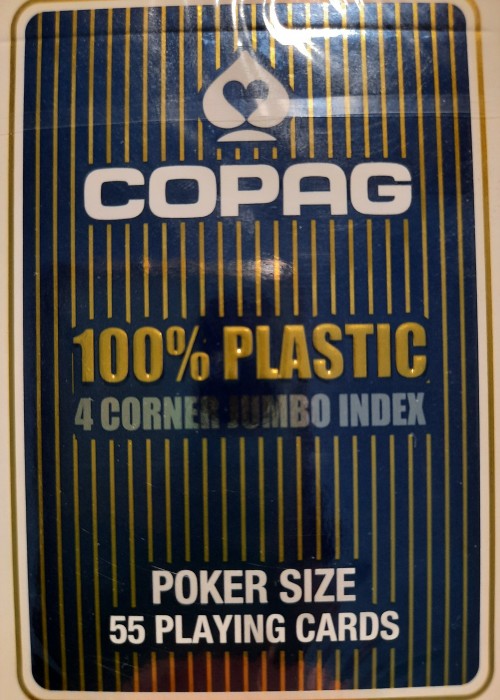 COPAG
100% PLASTIC
4 CORNER JUMBO INDEX
POKER SIZE
55 PLAYING CARDS